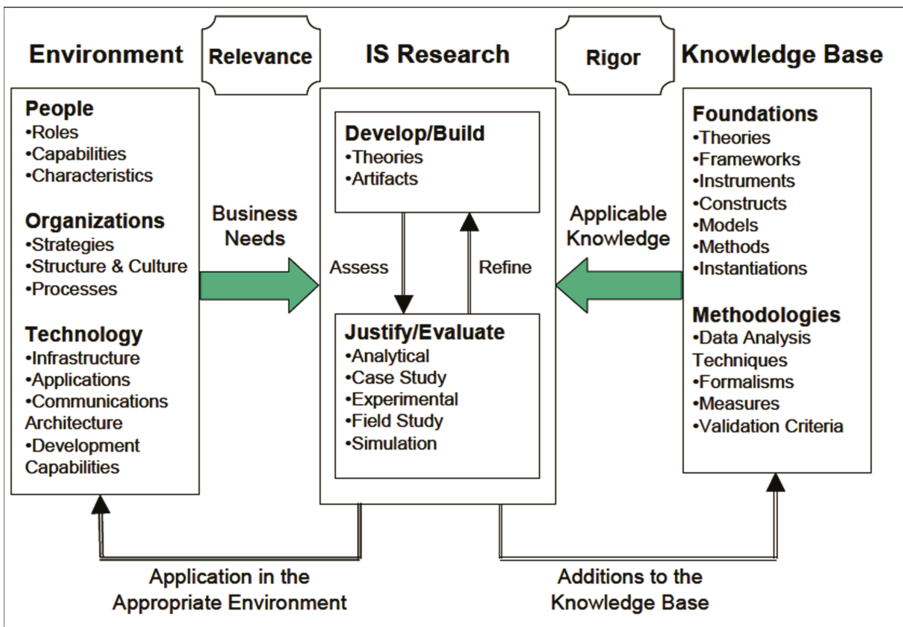 Environment
Relevance
IS Research
Rigor
Knowledge Base
People
•Roles
•Capabilities
•Characteristics
Organizations
•Strategies
•Structure & Culture
•Processes
Technology
•Infrastructure
•Applications
•Communications
Architecture
•Development
Capabilities
Business
Needs
Develop/Build
•Theories
•Artifacts
Assess
Refine
Justify/Evaluate
•Analytical
•Case Study
•Experimental
•Field Study
•Simulation
Applicable
Knowledge
Foundations
•Theories
•Frameworks
•Instruments
•Constructs
•Models
•Methods
•Instantiations
Methodologies
•Data Analysis
Techniques
•Formalisms
•Measures
•Validation Criteria
Application in the
Appropriate Environment
Additions to the
Knowledge Base